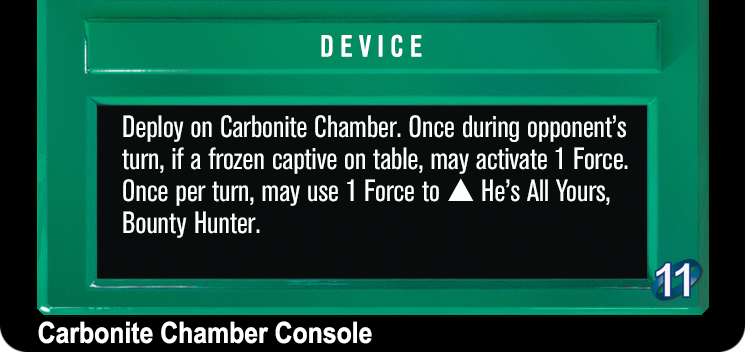 DEVICE
Deploy on Carbonite Chamber. Once during opponent's
turn, if a frozen captive on table, may activate 1 Force.
Once per turn, may use 1 Force to ▲ He's All Yours,
Bounty Hunter.
11
Carbonite Chamber Console